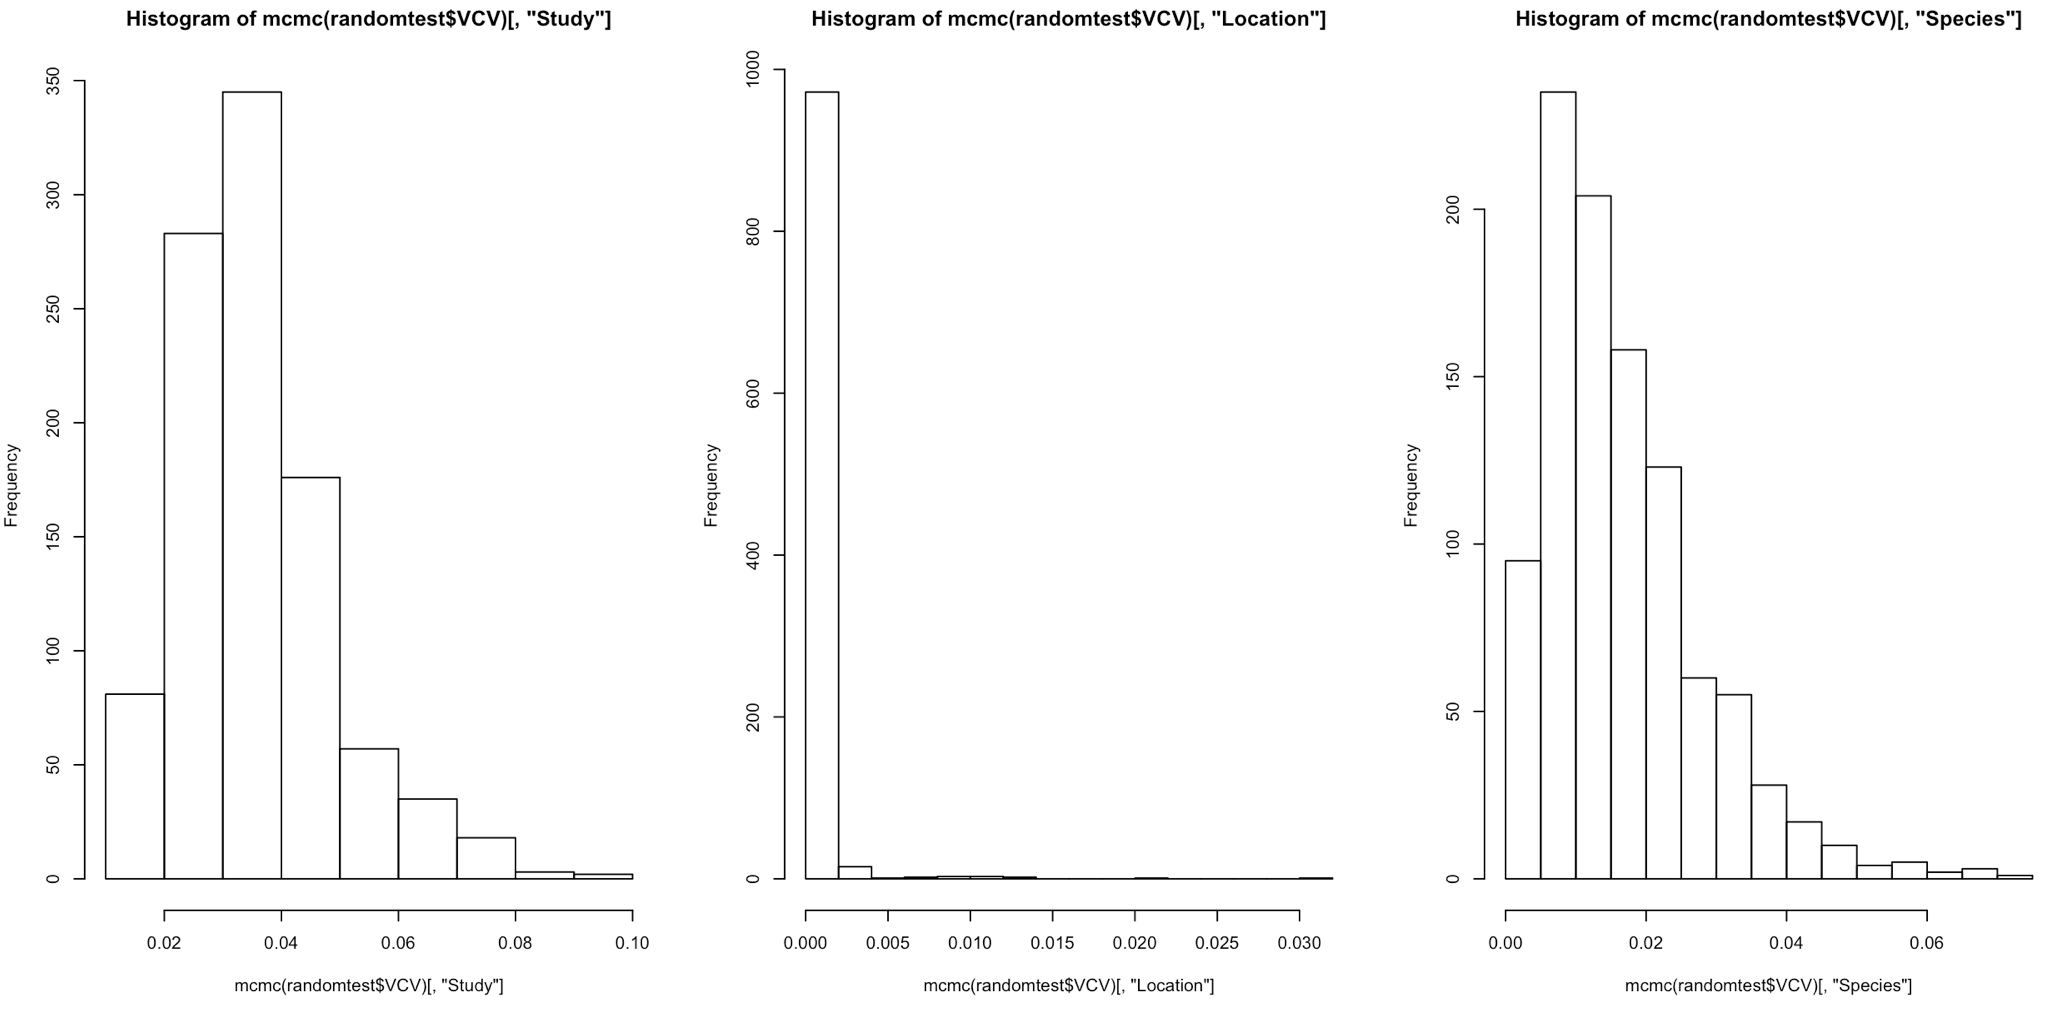 Histogram of mcmc(randomtest$VCV)[, "Study"]
Frequency
0
50
100
150
200
250
300
350
0.02 0.04 0.06 0.08 0.10
mcmc(randomtest$VCV)[, "Study"]
Histogram of mcmc(randomtest$VCV)[, "Location"]
Frequency
0
200
400
600
800
1000
0.000 0.005 0.010 0.015 0.020 0.025 0.030
mcmc(randomtest$VCV)[, "Location"]
Histogram of mcmc(randomtest$VCV)[, "Species"]
Frequency
0
50
100
150
200
0.00 0.02 0.04 0.06
mcmc(randomtest$VCV)[, "Species"]